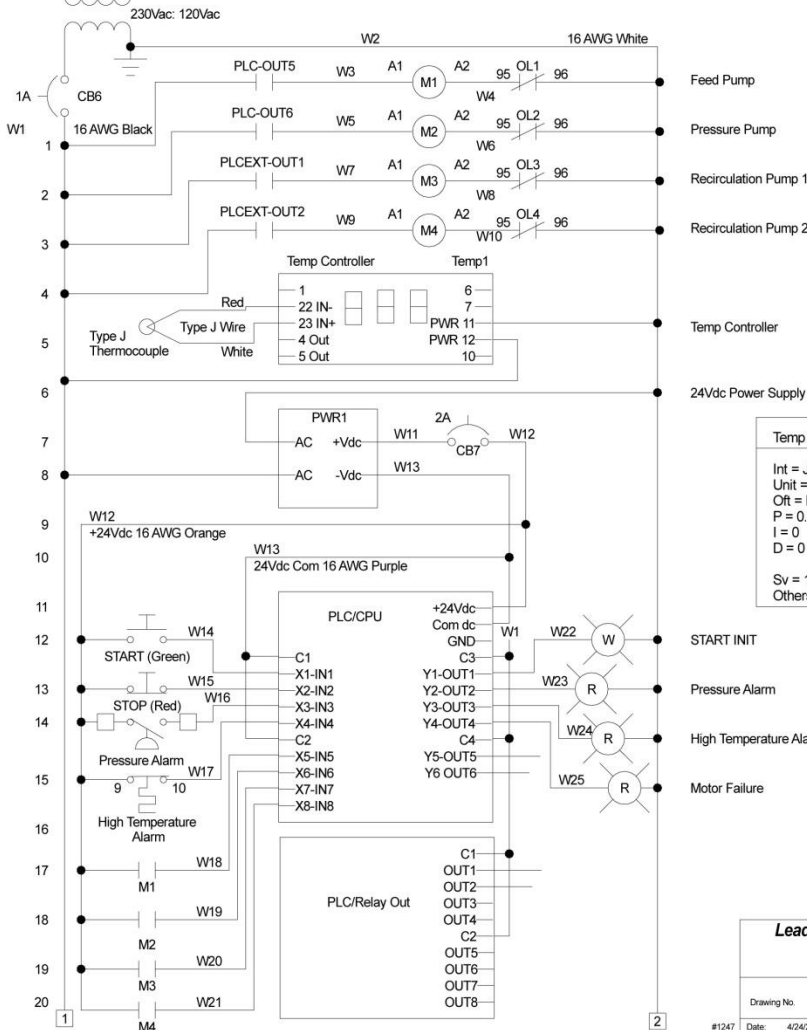 230Vac: 120Vac
W2
16 AWG White
1A
CB6
W1
16 AWG Black
PLC-OUT5
W3
A1
M1
A2
W4
95
OL1
96
Feed Pump
1
PLC-OUT6
W5
A1
M2
A2
W6
95
OL2
96
Pressure Pump
2
PLCEXT-OUT1
W7
A1
M3
A2
W8
95
OL3
96
Recirculation Pump 1
3
PLCEXT-OUT2
W9
A1
M4
A2
W10
95
OL4
96
Recirculation Pump 2
4
Temp Controller
Temp1
1
22 IN-
23 IN+
4 Out
5 Out
6
7
PWR 11
PWR 12
10
Red
Type J Wire
White
Type J
Thermocouple
Temp Controller
5
6
24Vdc Power Supply
PWR1
AC
+Vdc
AC
-Vdc
W11
2A
CB7
W12
W13
7
8
9
W12
+24Vdc 16 AWG Orange
10
W13
24Vdc Com 16 AWG Purple
Temp
Int =
Unit =
Oft =
P = 0.
I = 0
D = 0
Sv = 1
Others
11
PLC/CPU
+24Vdc
Com dc
GND
C3
Y1-OUT1
Y2-OUT2
Y3-OUT3
Y4-OUT4
C4
Y5-OUT5
Y6 OUT6
C1
X1-IN1
X2-IN2
X3-IN3
X4-IN4
C2
X5-IN5
X6-IN6
X7-IN7
X8-IN8
W1
12
START (Green)
W14
W22
W
START INIT
13
STOP (Red)
W15
W23
R
Pressure Alarm
14
Pressure Alarm
W16
W24
R
High Temperature Ala
15
9
10
W17
High Temperature
Alarm
W25
R
Motor Failure
16
17
M1
W18
18
M2
W19
19
M3
W20
20
M4
W21
PLC/Relay Out
C1
OUT1
OUT2
OUT3
OUT4
C2
OUT5
OUT6
OUT7
OUT8
1
2
Lead
Drawing No.
#1247
Date:
4/24/